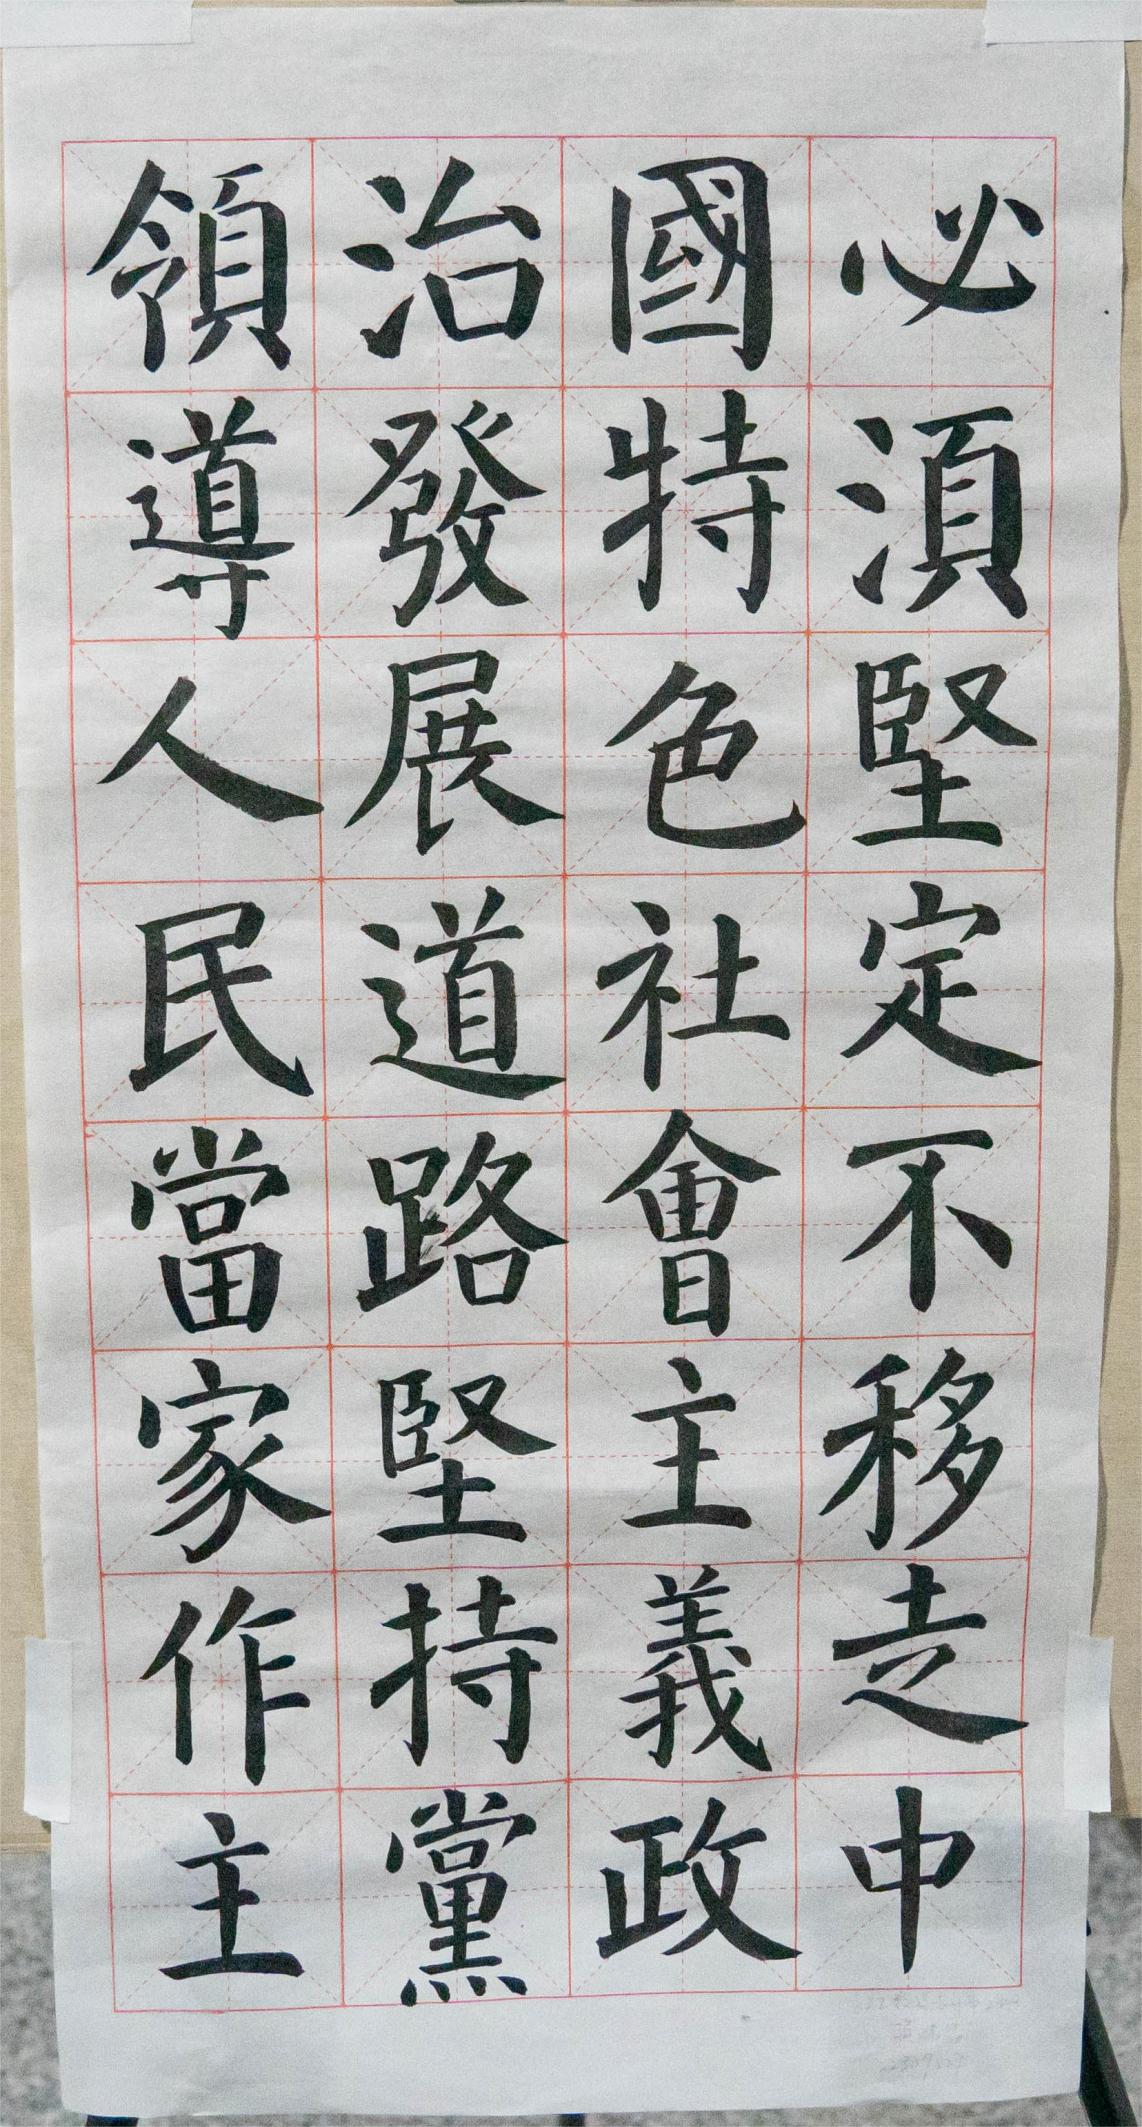 必湏堅定不移走中
國特色社會主義政
治發展道路堅持黨
領導人民當家作主